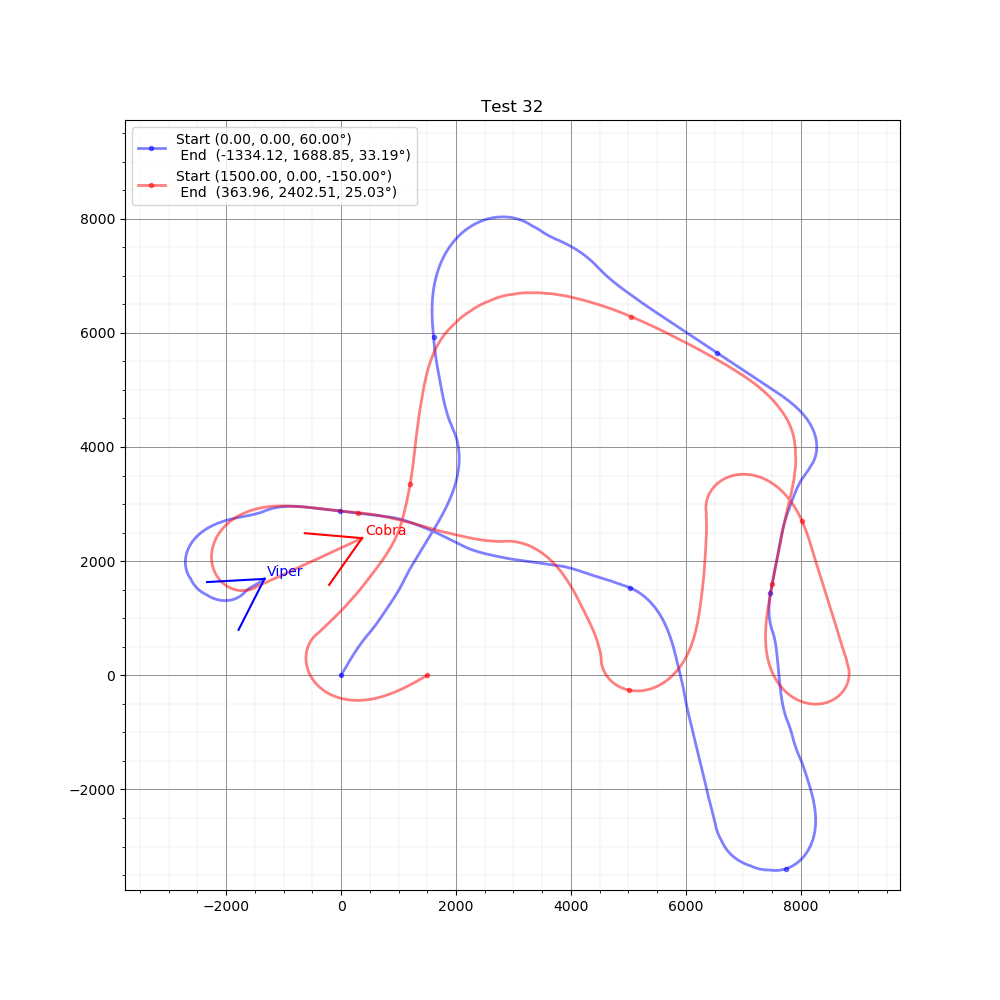 Test 32
Start (0.00, 0.00, 60.00°)
End  (-1334.12, 1688.85, 33.19°)
Start (1500.00, 0.00, -150.00°)
End  (363.96, 2402.51, 25.03°)
8000
6000
4000
2000
0
−2000
Cobra
Viper
−2000 0 2000 4000 6000 8000